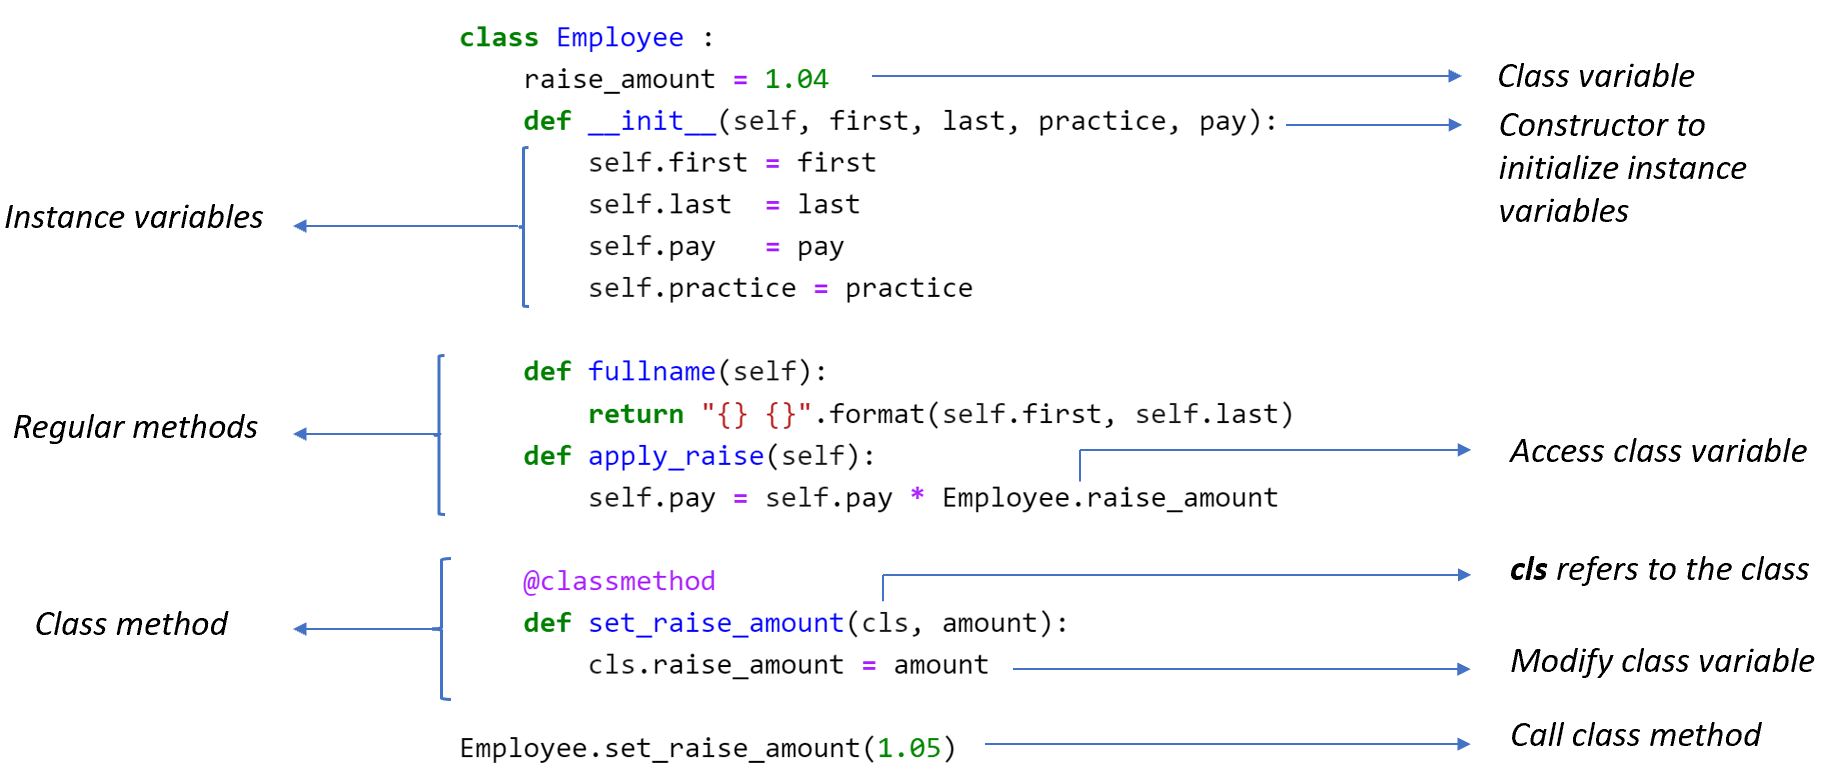 class Employee :
raise_amount = 1.04
Class variable
def __init__(self, first, last, practice, pay):
Constructor to
initialize instance
variables
self.first = first
self.last  = last
self.pay   = pay
self.practice = practice
Instance variables
def fullname(self):
return "{} {}".format(self.first, self.last)
def apply_raise(self):
self.pay = self.pay * Employee.raise_amount
Regular methods
Access class variable
@classmethod
def set_raise_amount(cls, amount):
cls.raise_amount = amount
Class method
cls refers to the class
Modify class variable
Employee.set_raise_amount(1.05)
Call class method